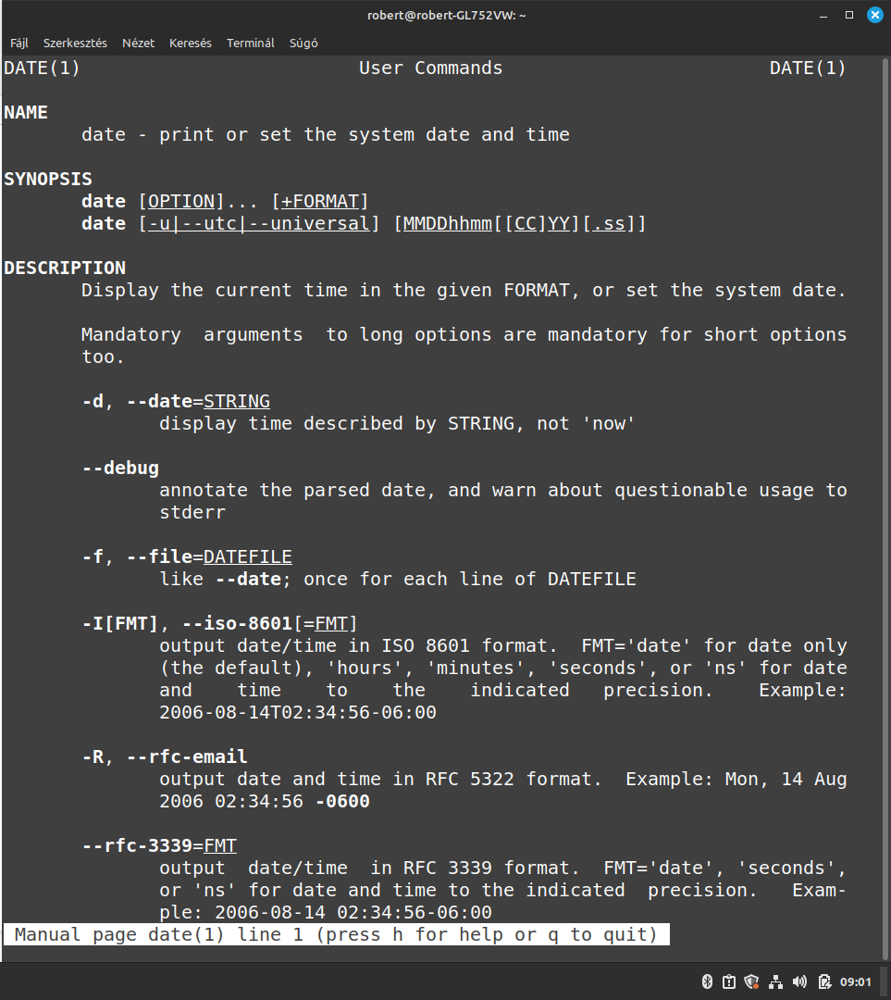 robert@robert-GL752VW: ~
Fájl Szerkesztés Nézet Keresés Terminál Súgó
DATE(1) User Commands DATE(1)
NAME
date - print or set the system date and time
SYNOPSIS
date [OPTION]... [+FORMAT]
date [-u|--utc|--universal] [MMDDhhmm[[CC]YY][.ss]]
DESCRIPTION
Display the current time in the given FORMAT, or set the system date.
Mandatory arguments to long options are mandatory for short options
too.
-d, --date=STRING
display time described by STRING, not 'now'
--debug
annotate the parsed date, and warn about questionable usage to
stderr
-f, --file=DATEFILE
like --date; once for each line of DATEFILE
-I[FMT], --iso-8601[=FMT]
output date/time in ISO 8601 format. FMT='date' for date only
(the default), 'hours', 'minutes', 'seconds', or 'ns' for date
and time to the indicated precision. Example:
2006-08-14T02:34:56-06:00
-R, --rfc-email
output date and time in RFC 5322 format. Example: Mon, 14 Aug
2006 02:34:56 -0600
--rfc-3339=FMT
output date/time in RFC 3339 format. FMT='date', 'seconds',
or 'ns' for date and time to the indicated precision. Exam-
ple: 2006-08-14 02:34:56-06:00
Manual page date(1) line 1 (press h for help or q to quit)
09:01